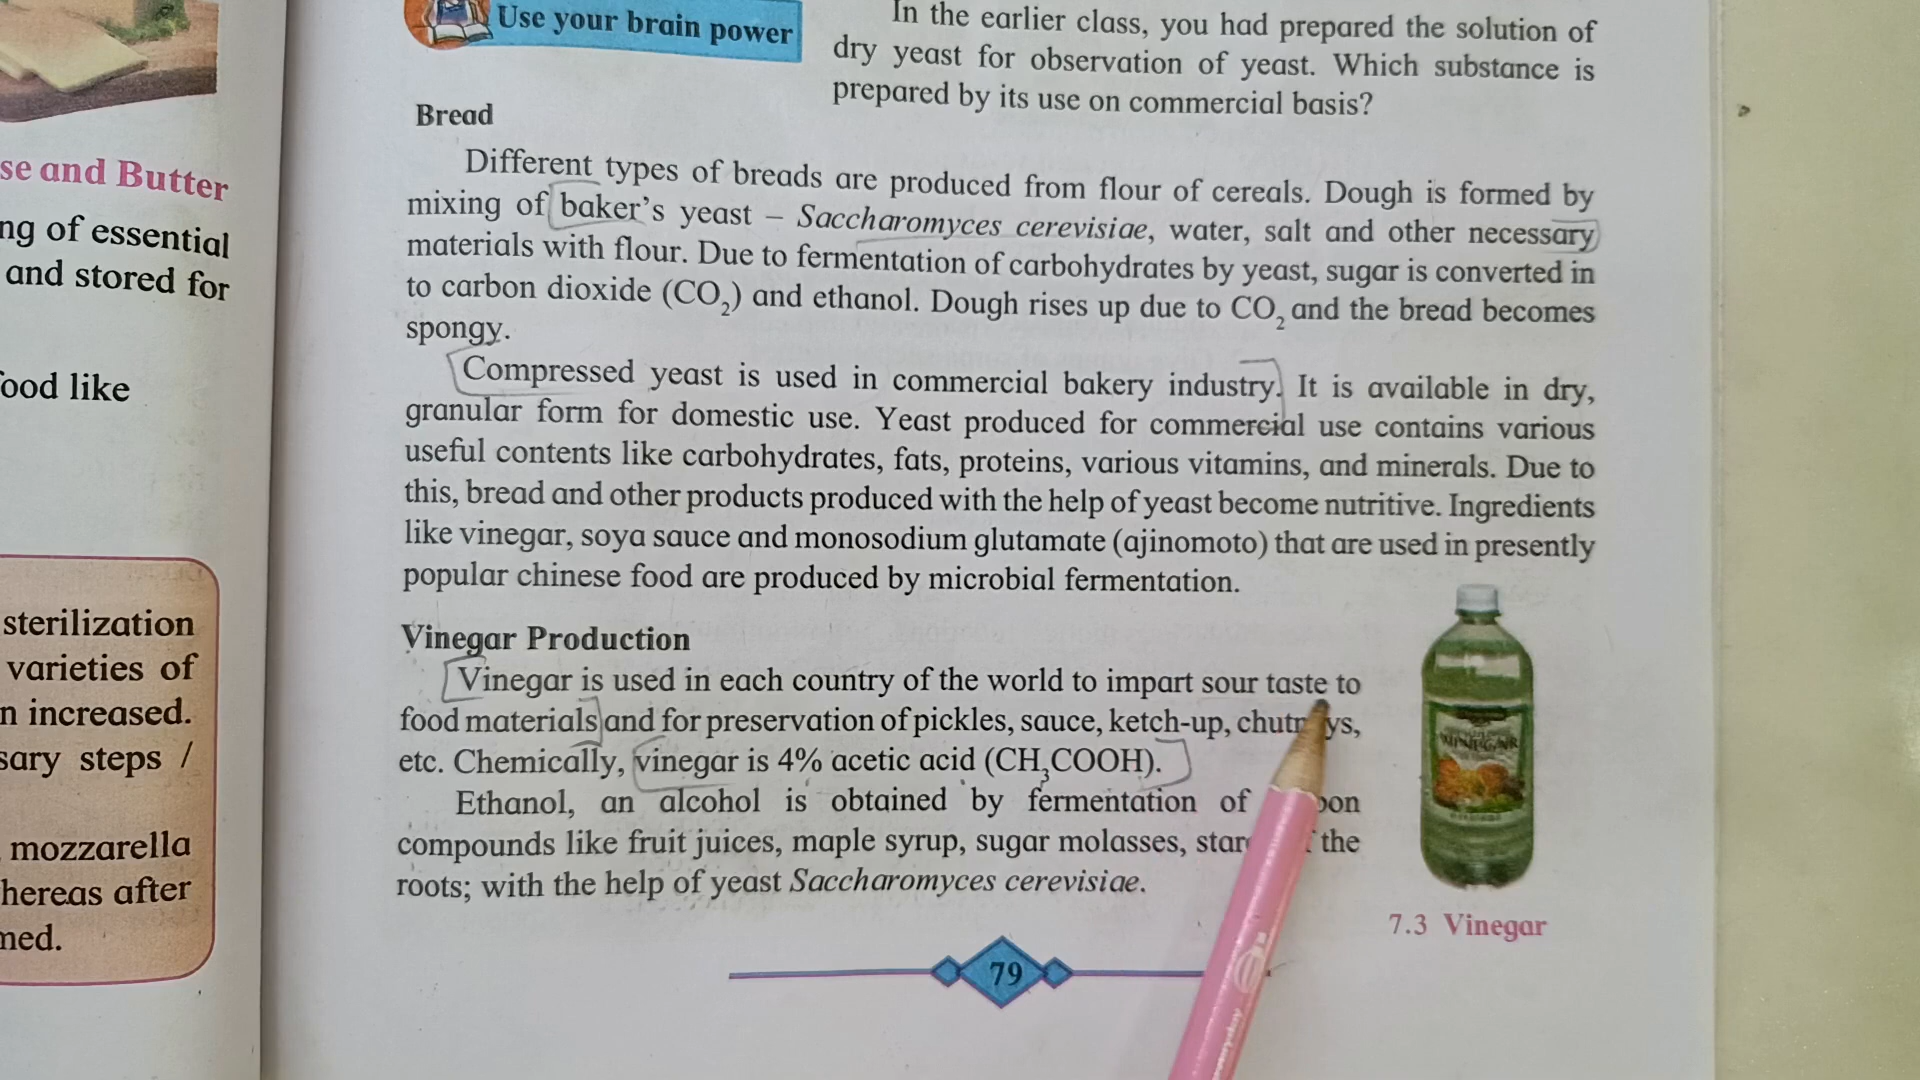 se and Butter
ng of essential
and stored for
ood like
sterilization
varieties of
n increased.
sary steps /
mozzarella
hereas after
med.
Use your brain power
In the earlier class, you had prepared the solution of
dry yeast for observation of yeast. Which substance is
prepared by its use on commercial basis?
Bread
Different types of breads are produced from flour of cereals. Dough is formed by
mixing of baker's yeast – Saccharomyces cerevisiae, water, salt and other necessary
materials with flour. Due to fermentation of carbohydrates by yeast, sugar is converted in
to carbon dioxide (CO₂) and ethanol. Dough rises up due to CO₂ and the bread becomes
spongy.
Compressed yeast is used in commercial bakery industry. It is available in dry,
granular form for domestic use. Yeast produced for commercial use contains various
useful contents like carbohydrates, fats, proteins, various vitamins, and minerals. Due to
this, bread and other products produced with the help of yeast become nutritive. Ingredients
like vinegar, soya sauce and monosodium glutamate (ajinomoto) that are used in presently
popular chinese food are produced by microbial fermentation.
Vinegar Production
Vinegar is used in each country of the world to impart sour taste to
food materials and for preservation of pickles, sauce, ketch-up, chutn ys,
etc. Chemically, vinegar is 4% acetic acid (CH₃COOH).
Ethanol, an alcohol is obtained by fermentation of bon
compounds like fruit juices, maple syrup, sugar molasses, star the
roots; with the help of yeast Saccharomyces cerevisiae.
VINEGAR
7.3 Vinegar
79